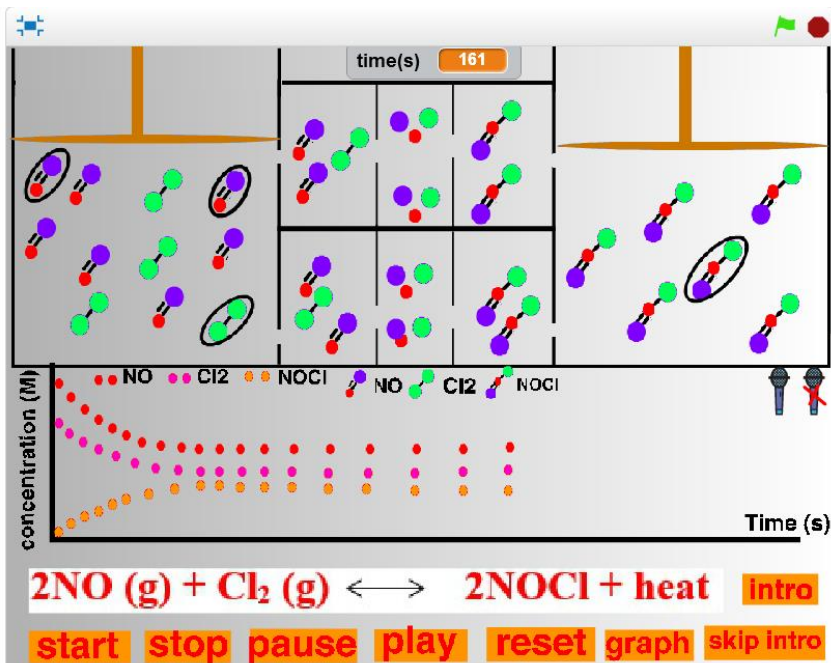 time(s) 161
NO Cl2 NOCl NO Cl2 NOCl
concentration (M)
Time (s)
2NO (g) + Cl₂ (g) ⟷ 2NOCl + heat
intro
start stop pause play reset graph skip intro